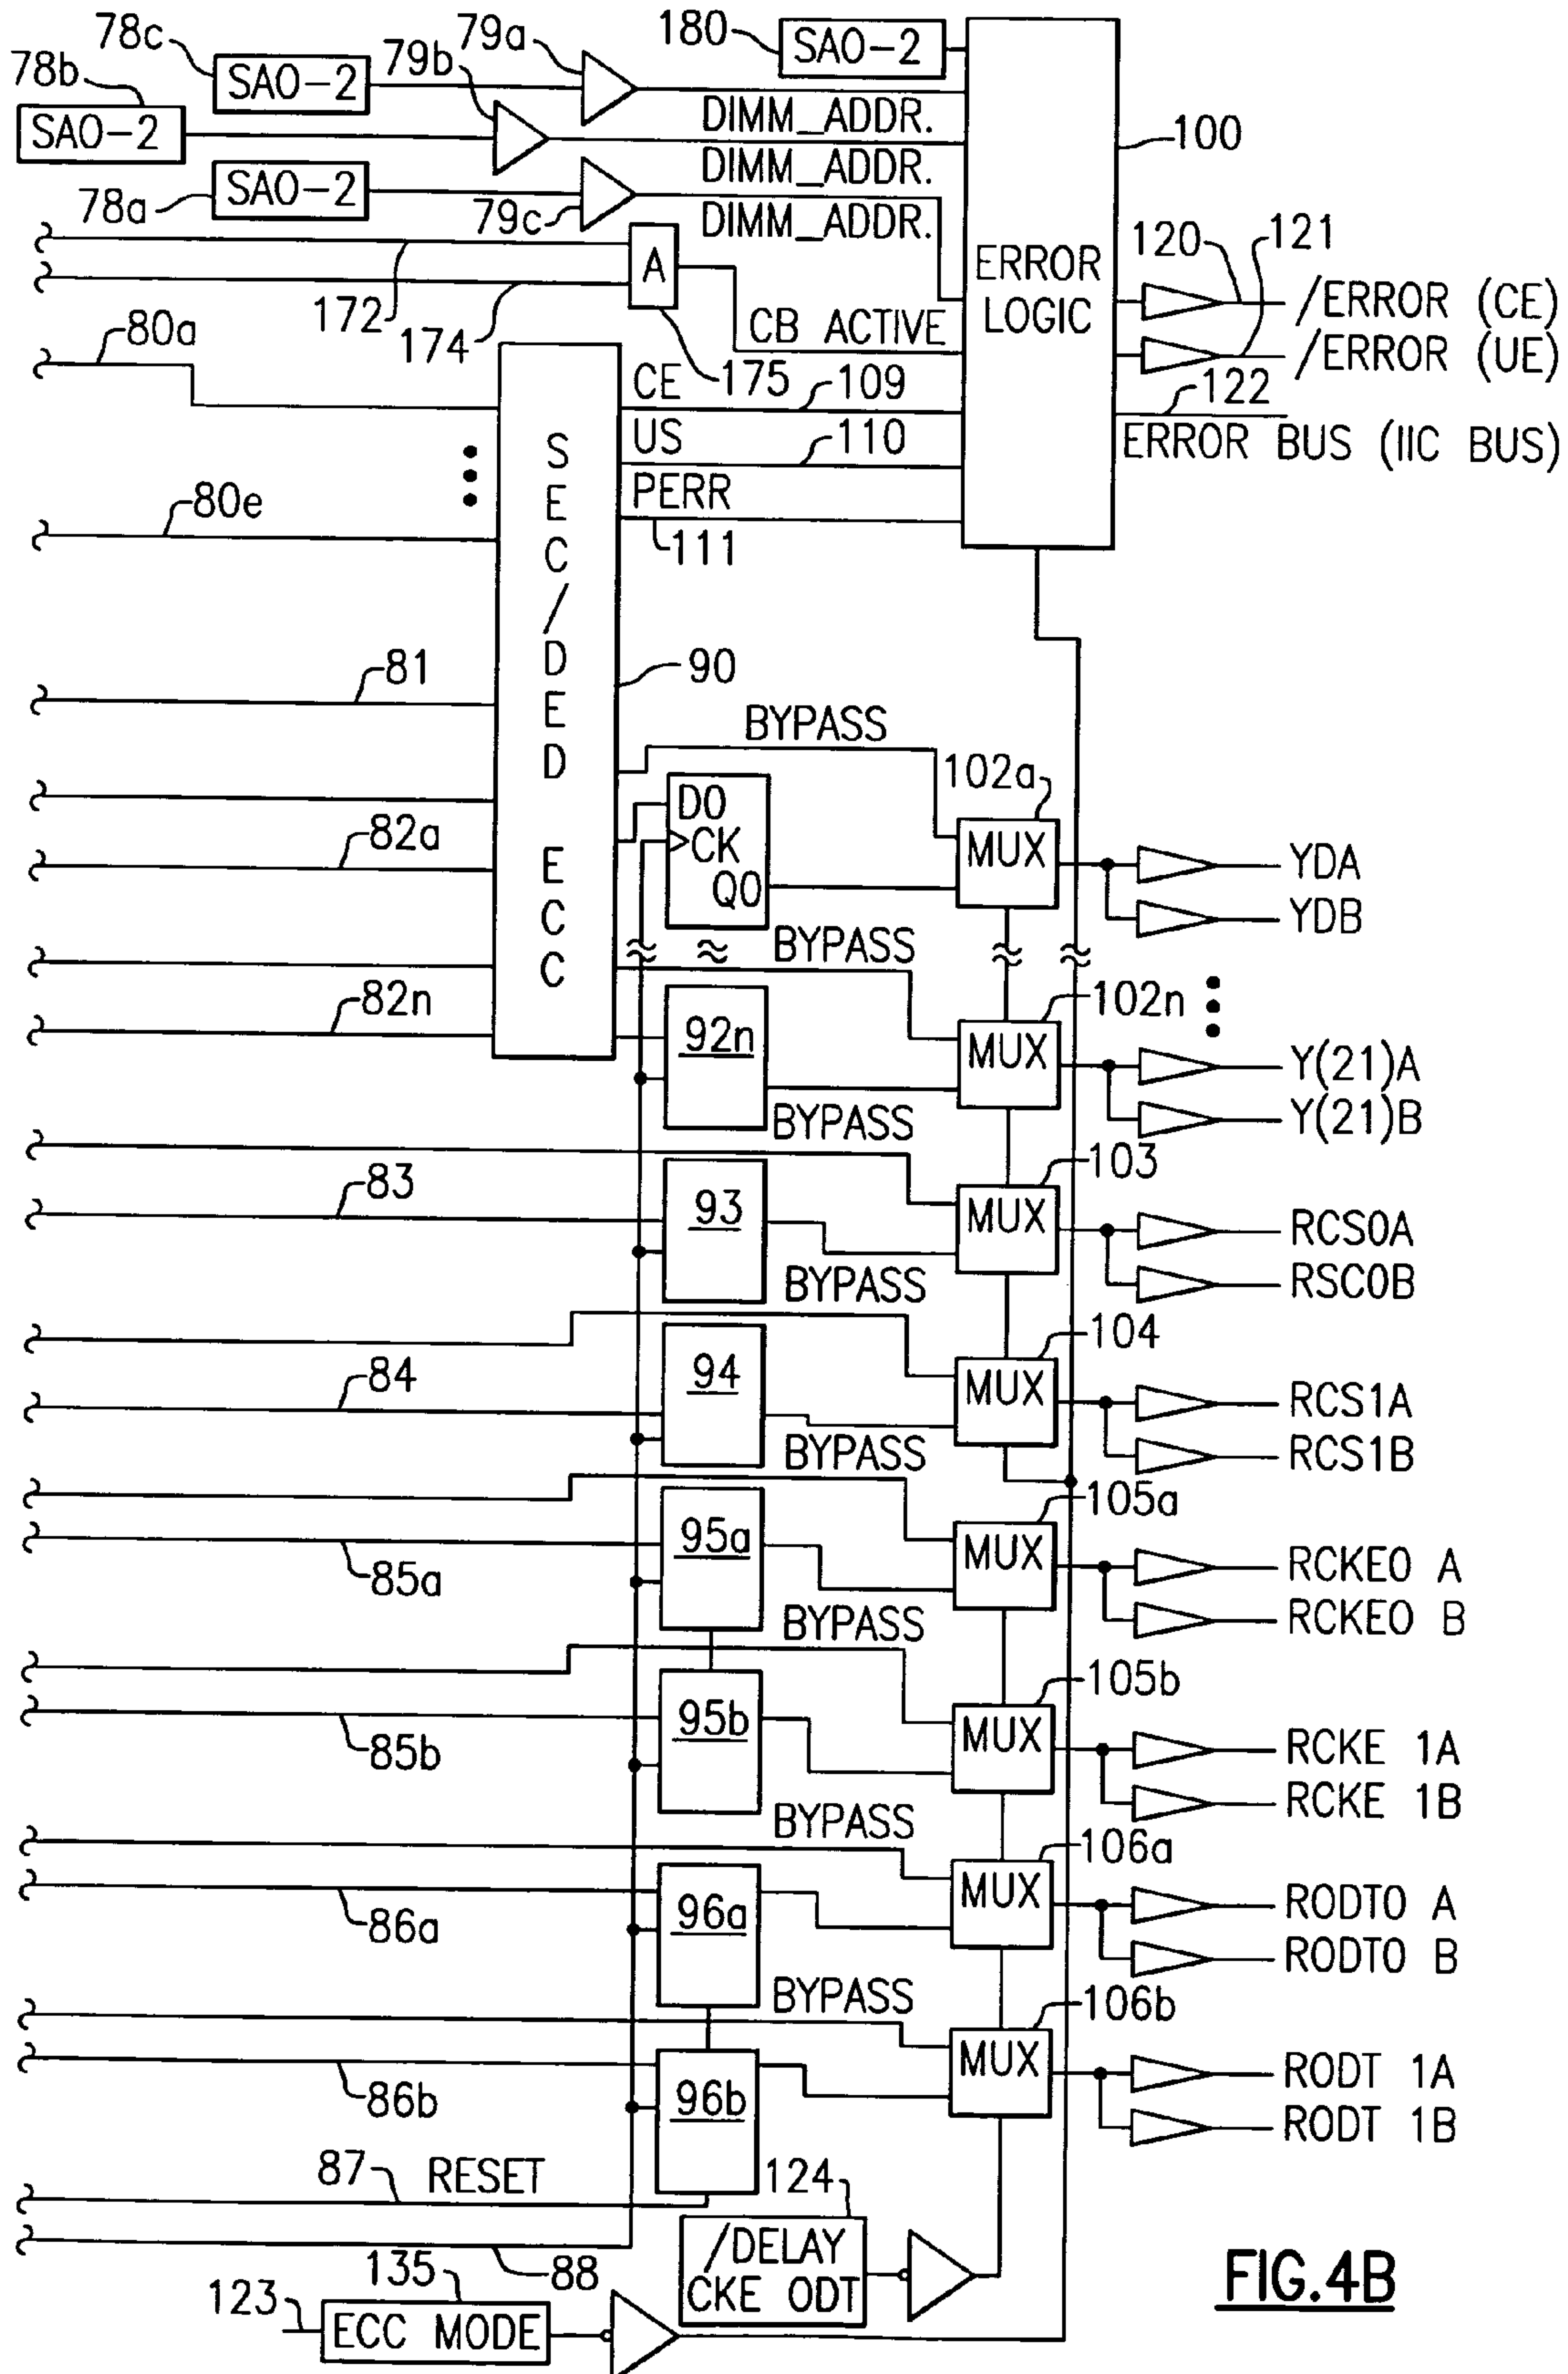 78c
SAO-2
79a
180
SAO-2
78b
SAO-2
79b
DIMM_ADDR.
100
78a
SAO-2
79c
DIMM_ADDR.
DIMM_ADDR.
A
172
174
175
CB ACTIVE
ERROR
LOGIC
120
121
/ERROR (CE)
/ERROR (UE)
122
ERROR BUS (IIC BUS)
80a
CE
109
US
110
PERR
111
80e
SEC/DED ECC
81
90
BYPASS
102a
DO
CK
QO
MUX
YDA
YDB
82a
BYPASS
82n
92n
102n
MUX
Y(21)A
Y(21)B
BYPASS
83
93
103
MUX
RCS0A
RSC0B
BYPASS
84
94
104
MUX
RCS1A
RCS1B
BYPASS
85a
95a
105a
MUX
RCKE0 A
RCKE0 B
BYPASS
85b
95b
105b
MUX
RCKE 1A
RCKE 1B
BYPASS
86a
96a
106a
MUX
RODT0 A
RODT0 B
BYPASS
86b
96b
106b
MUX
RODT 1A
RODT 1B
87
RESET
88
124
/DELAY
CKE ODT
123
135
ECC MODE
FIG.4B